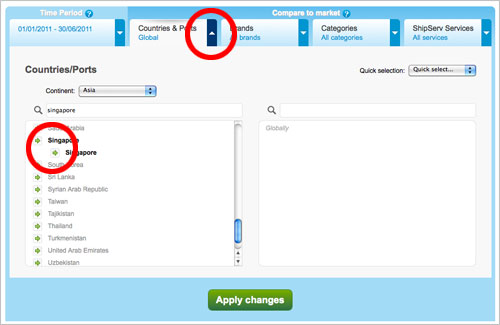 Time Period ?
Compare to market ?
01/01/2011 - 30/06/2011
Countries & Ports
Global
Brands
brands
Categories
All categories
ShipServ Services
All services
Countries/Ports
Quick selection:
Quick select...
Continent:
Asia
singapore
Saudi Arabia
Singapore
Singapore
South Korea
Sri Lanka
Syrian Arab Republic
Taiwan
Tajikistan
Thailand
Turkmenistan
United Arab Emirates
Uzbekistan
Globally
Apply changes